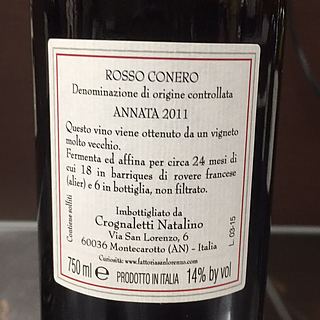 ROSSO CONERO
Denominazione di origine controllata
ANNATA 2011
Questo vino viene ottenuto da un vigneto
molto vecchio.
Fermenta ed affina per circa 24 mesi di
cui 18 in barriques di rovere francese
(alier) e 6 in bottiglia, non filtrato.
Imbottigliato da
Crognaletti Natalino
Via San Lorenzo, 6
60036 Montecarotto (AN) - Italia
Curiosità: www.fattoriasanlorenzo.com
750 ml e PRODOTTO IN ITALIA 14% by vol
Contiene solfiti
L. 03-15